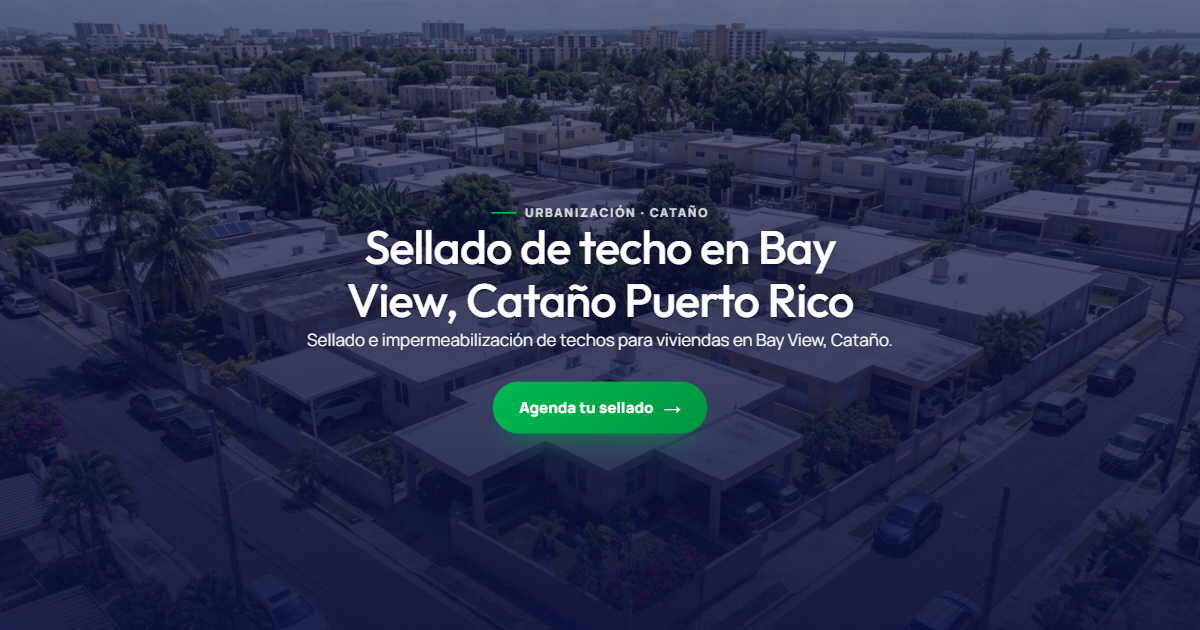 URBANIZACIÓN · CATAÑO
Sellado de techo en Bay
View, Cataño Puerto Rico
Sellado e impermeabilización de techos para viviendas en Bay View, Cataño.
Agenda tu sellado →